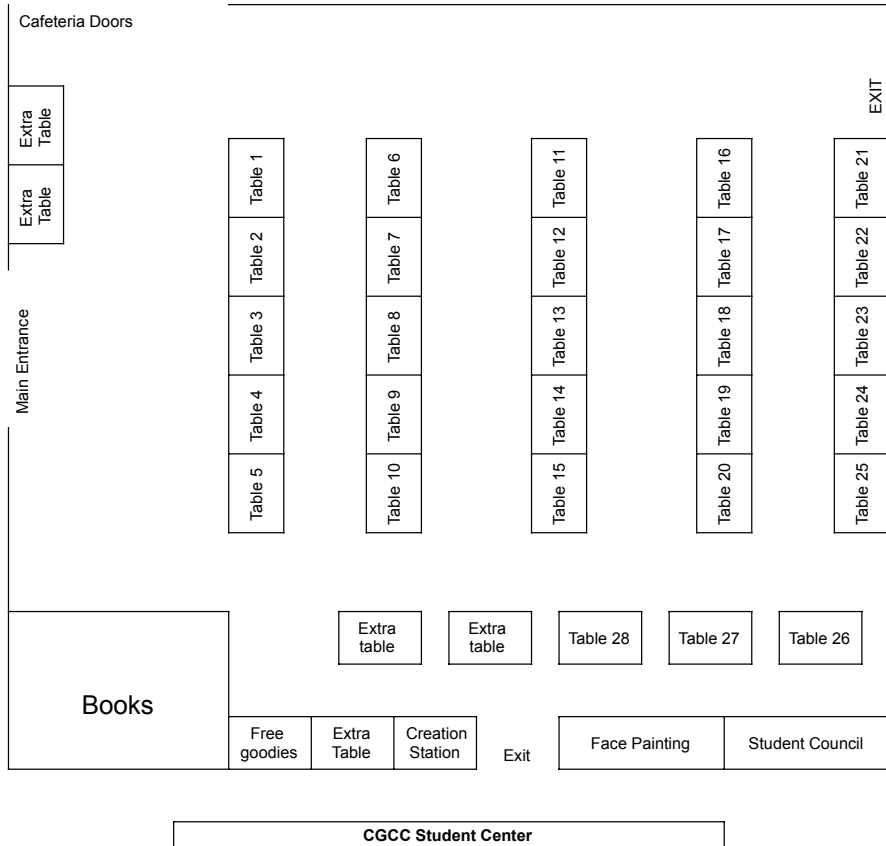 Cafeteria Doors
EXIT
Extra
Table
Extra
Table
Main Entrance
Table 1
Table 6
Table 11
Table 16
Table 21
Table 2
Table 7
Table 12
Table 17
Table 22
Table 3
Table 8
Table 13
Table 18
Table 23
Table 4
Table 9
Table 14
Table 19
Table 24
Table 5
Table 10
Table 15
Table 20
Table 25
Extra
table
Extra
table
Table 28
Table 27
Table 26
Books
Free
goodies
Extra
Table
Creation
Station
Exit
Face Painting
Student Council
CGCC Student Center